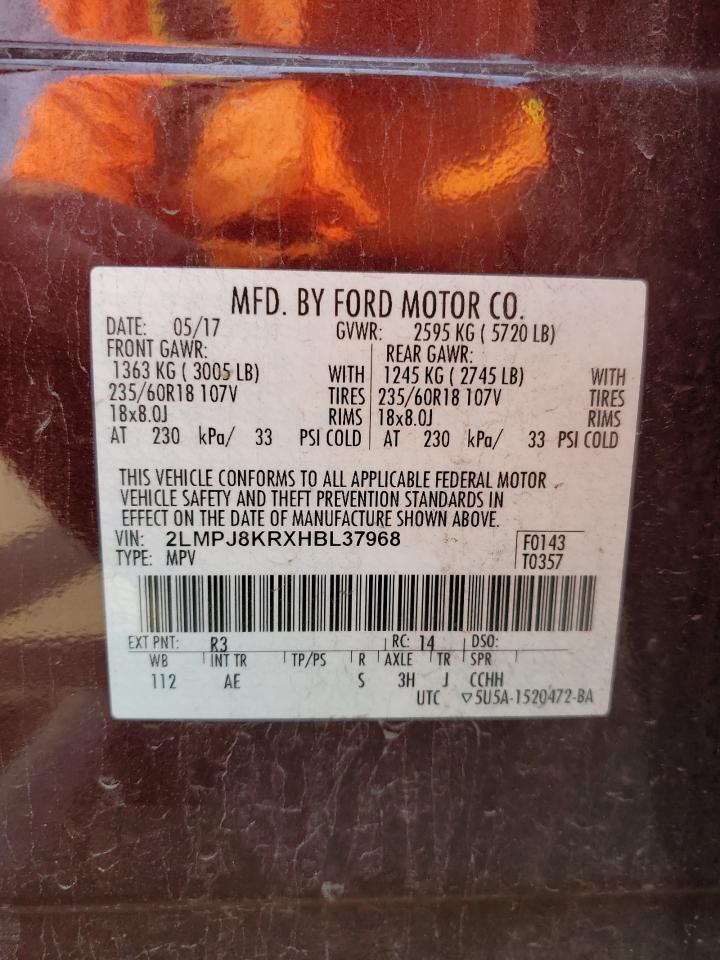 MFD. BY FORD MOTOR CO.
DATE: 05/17 GVWR: 2595 KG ( 5720 LB)
FRONT GAWR: REAR GAWR:
1363 KG ( 3005 LB) WITH 1245 KG ( 2745 LB) WITH
235/60R18 107V TIRES 235/60R18 107V TIRES
18x8.0J RIMS 18x8.0J RIMS
AT 230 kPa/ 33 PSI COLD AT 230 kPa/ 33 PSI COLD
THIS VEHICLE CONFORMS TO ALL APPLICABLE FEDERAL MOTOR
VEHICLE SAFETY AND THEFT PREVENTION STANDARDS IN
EFFECT ON THE DATE OF MANUFACTURE SHOWN ABOVE.
VIN: 2LMPJ8KRXHBL37968 F0143
TYPE: MPV T0357
EXT PNT: R3 RC: 14 DSO:
WB INT TR TP/PS R AXLE TR SPR
112 AE S 3H J CCHH
UTC ▽5U5A-1520472-BA